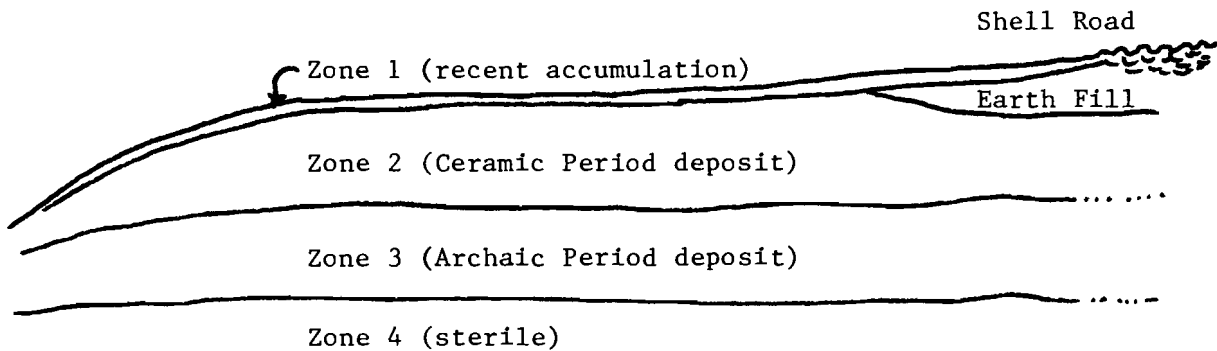 Shell Road
Zone 1 (recent accumulation)
Earth Fill
Zone 2 (Ceramic Period deposit)
Zone 3 (Archaic Period deposit)
Zone 4 (sterile)